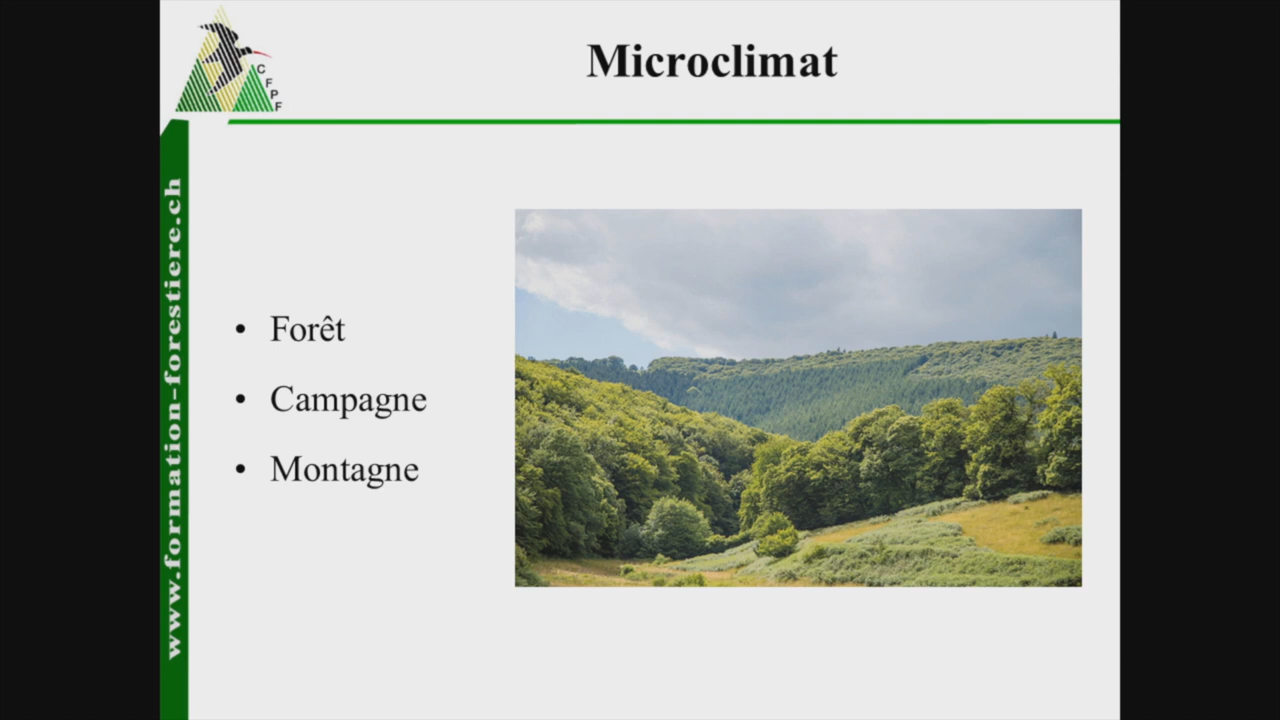 C
F
P
F
Microclimat
www.formation-forestiere.ch
• Forêt
• Campagne
• Montagne